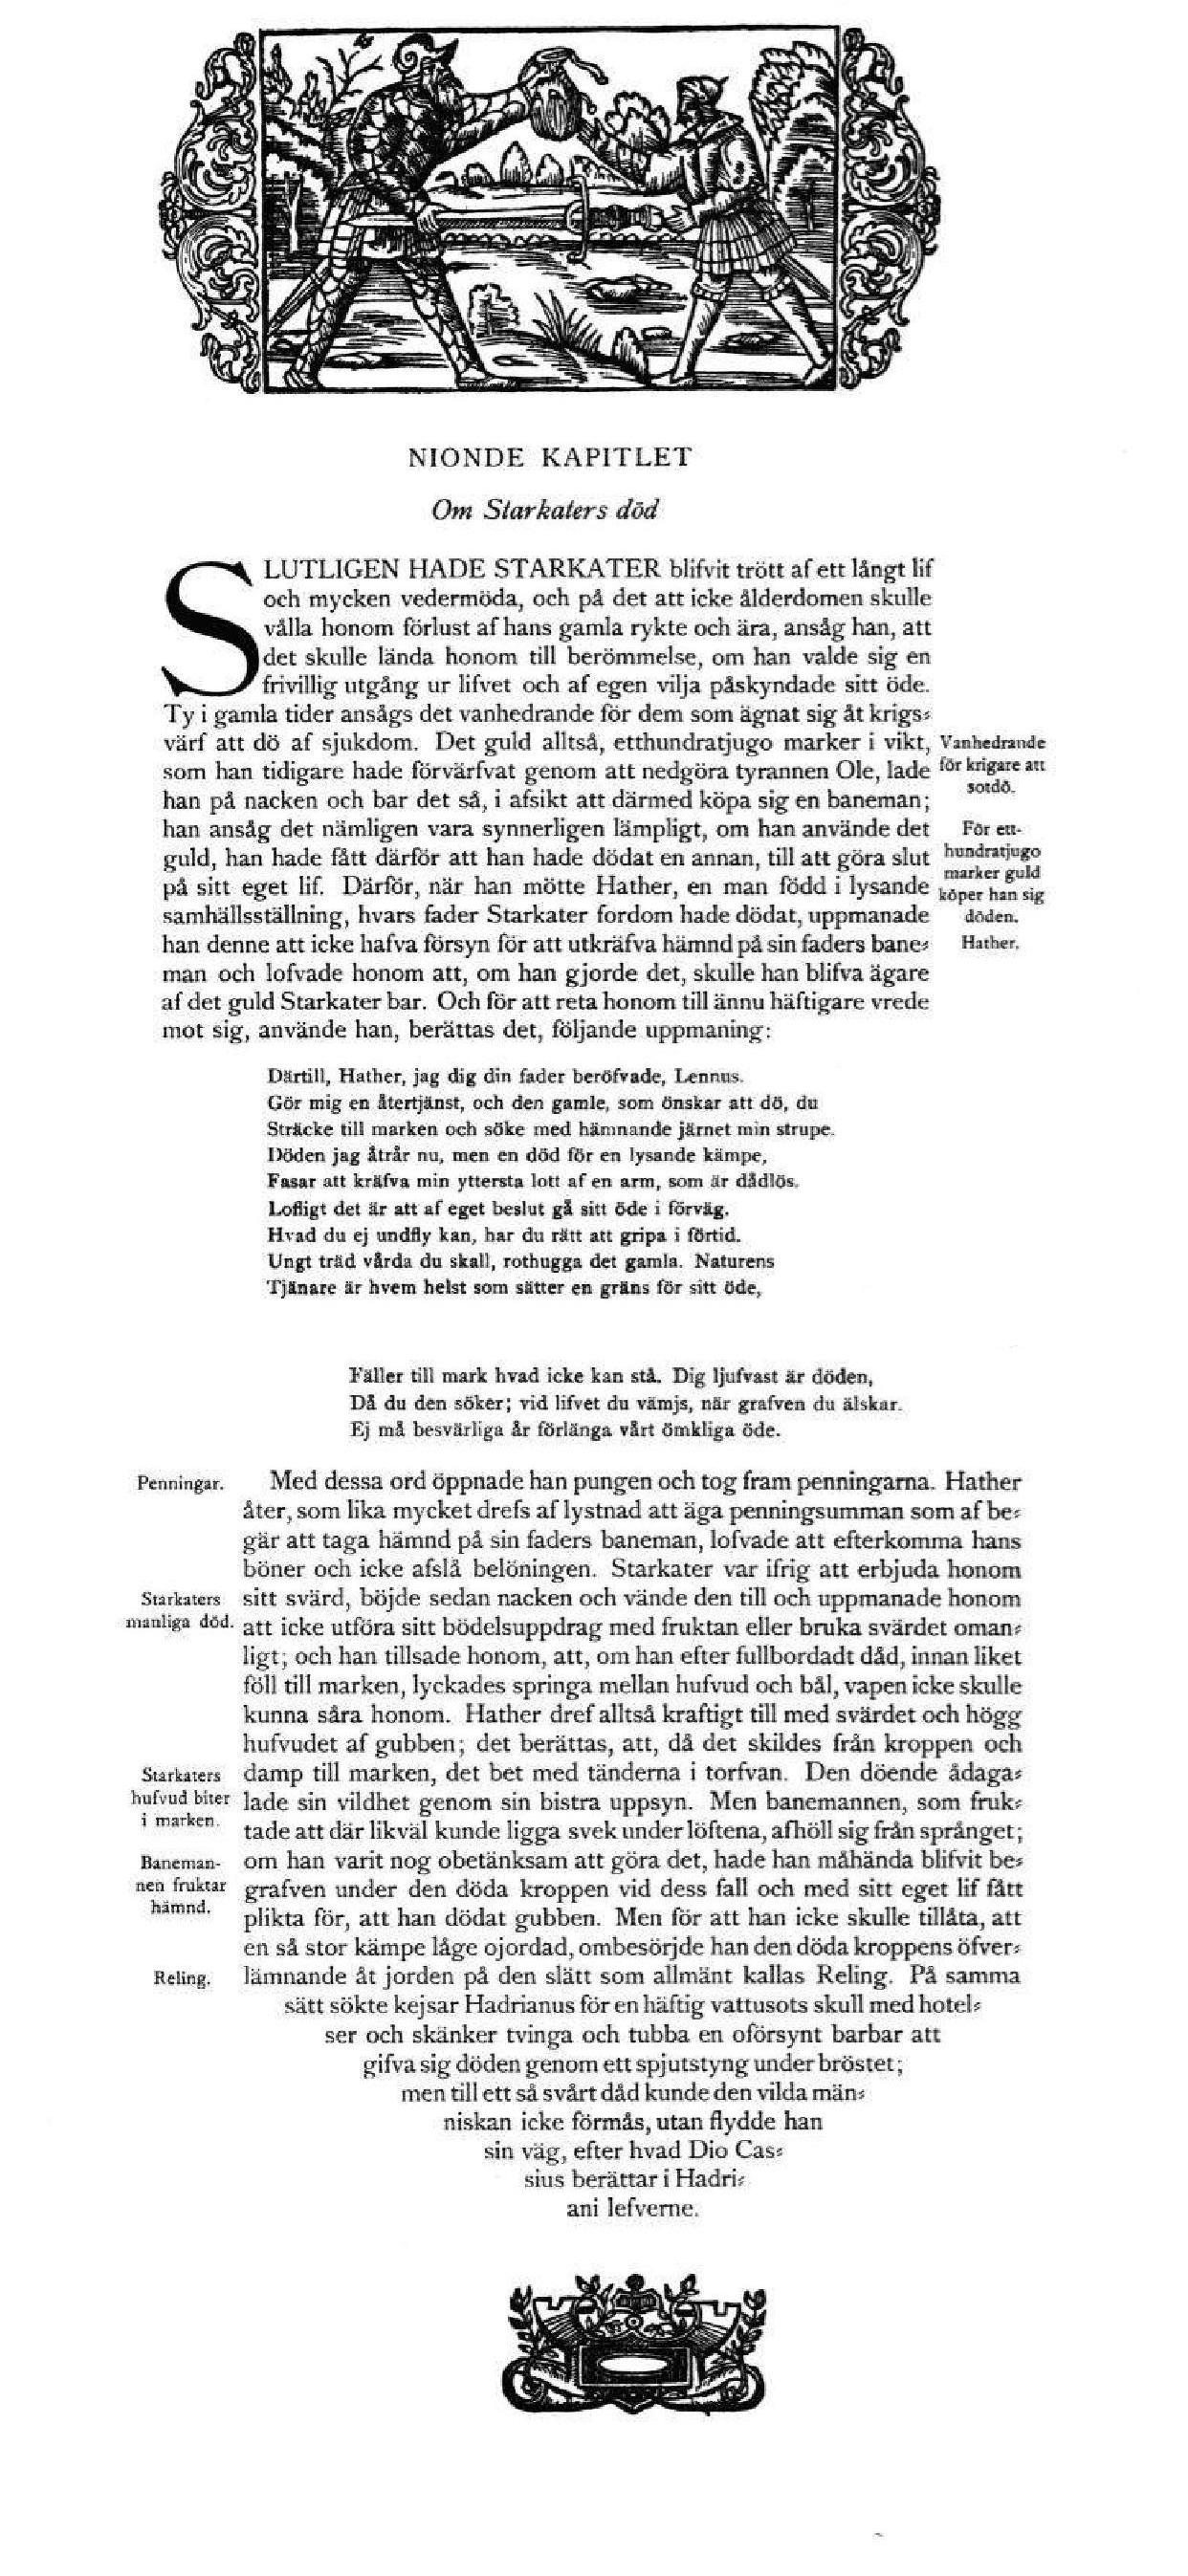 NIONDE KAPITLET
Om Starkaters död
SLUTLIGEN HADE STARKATER blifvit trött af ett långt lif
och mycken vedermöda, och på det att icke ålderdomen skulle
vålla honom förlust af hans gamla rykte och ära, ansåg han, att
det skulle lända honom till berömmelse, om han valde sig en
frivillig utgång ur lifvet och af egen vilja påskyndade sitt öde.
Ty i gamla tider ansågs det vanhedrande för dem som ägnat sig åt krigs-
värf att dö af sjukdom. Det guld alltså, etthundratjugo marker i vikt,
som han tidigare hade förvärfvat genom att nedgöra tyrannen Ole, lade
han på nacken och bar det så, i afsikt att därmed köpa sig en baneman;
han ansåg det nämligen vara synnerligen lämpligt, om han använde det
guld, han hade fått därför att han hade dödat en annan, till att göra slut
på sitt eget lif. Därför, när han mötte Hather, en man född i lysande
samhällsställning, hvars fader Starkater fordom hade dödat, uppmanade
han denne att icke hafva försyn för att utkräfva hämnd på sin faders bane-
man och lofvade honom att, om han gjorde det, skulle han blifva ägare
af det guld Starkater bar. Och för att reta honom till ännu häftigare vrede
mot sig, använde han, berättas det, följande uppmaning:
Vanhedrande
för krigare att
sotdö.
För ett-
hundratjugo
marker guld
köper han sig
döden.
Hather.
Därtill, Hather, jag dig din fader beröfvade, Lennus.
Gör mig en återtjänst, och den gamle, som önskar att dö, du
Sträcke till marken och söke med hämnande järnet min strupe.
Döden jag åtrår nu, men en död för en lysande kämpe,
Fasar att kräfva min yttersta lott af en arm, som är dådlös.
Lofligt det är att af eget beslut gå sitt öde i förväg.
Hvad du ej undfly kan, har du rätt att gripa i förtid.
Ungt träd vårda du skall, rothugga det gamla. Naturens
Tjänare är hvem helst som sätter en gräns för sitt öde,
Fäller till mark hvad icke kan stå. Dig ljufvast är döden,
Då du den söker; vid lifvet du vämjs, när grafven du älskar.
Ej må besvärliga år förlänga vårt ömkliga öde.
Penningar.
Med dessa ord öppnade han pungen och tog fram penningarna. Hather
åter, som lika mycket drefs af lystnad att äga penningsumman som af be-
gär att taga hämnd på sin faders baneman, lofvade att efterkomma hans
böner och icke afslå belöningen. Starkater var ifrig att erbjuda honom
Starkaters
manliga död.
sitt svärd, böjde sedan nacken och vände den till och uppmanade honom
att icke utföra sitt bödelsuppdrag med fruktan eller bruka svärdet oman-
ligt; och han tillsade honom, att, om han efter fullbordadt dåd, innan liket
föll till marken, lyckades springa mellan hufvud och bål, vapen icke skulle
kunna såra honom. Hather dref alltså kraftigt till med svärdet och högg
hufvudet af gubben; det berättas, att, då det skildes från kroppen och
Starkaters
hufvud biter
i marken.
damp till marken, det bet med tänderna i torfvan. Den döende ådaga-
lade sin vildhet genom sin bistra uppsyn. Men banemannen, som fruk-
tade att där likväl kunde ligga svek under löftena, afhöll sig från språnget;
Baneman-
nen fruktar
hämnd.
om han varit nog obetänksam att göra det, hade han måhända blifvit be-
grafven under den döda kroppen vid dess fall och med sitt eget lif fått
plikta för, att han dödat gubben. Men för att han icke skulle tillåta, att
en så stor kämpe låge ojordad, ombesörjde han den döda kroppens öfver-
Reling.
lämnande åt jorden på den slätt som allmänt kallas Reling. På samma
sätt sökte kejsar Hadrianus för en häftig vattusots skull med hotel-
ser och skänker tvinga och tubba en oförsynt barbar att
gifva sig döden genom ett spjutstyng under bröstet;
men till ett så svårt dåd kunde den vilda män-
niskan icke förmås, utan flydde han
sin väg, efter hvad Dio Cas-
sius berättar i Hadri-
ani lefverne.